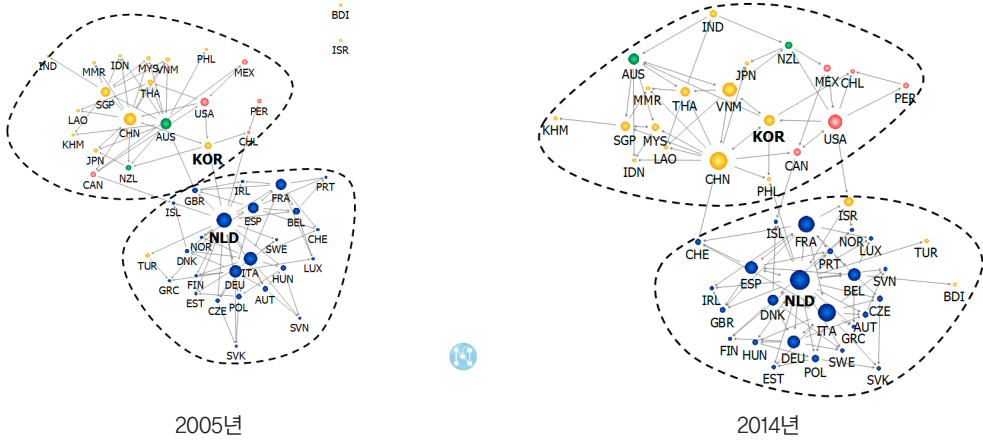 BDI
ISR
IND
MMR
IDN
MYS
VNM
PHL
MEX
THA
SGP
LAO
CHN
AUS
USA
PER
KHM
JPN
KOR
CHL
CAN
NZL
GBR
IRL
FRA
PRT
ISL
ESP
BEL
NLD
CHE
NOR
SWE
TUR
DNK
ITA
LUX
GRC
FIN
DEU
HUN
EST
CZE
POL
AUT
SVN
SVK
2005년
IND
NZL
AUS
JPN
MEX
CHL
PER
MMR
THA
VNM
KHM
SGP
MYS
KOR
USA
LAO
IDN
CHN
CAN
PHL
ISR
ISL
FRA
NOR
CHE
LUX
TUR
PRT
ESP
BEL
SVN
BDI
IRL
NLD
GBR
DNK
CZE
ITA
AUT
GRC
FIN
HUN
DEU
SWE
EST
POL
SVK
2014년